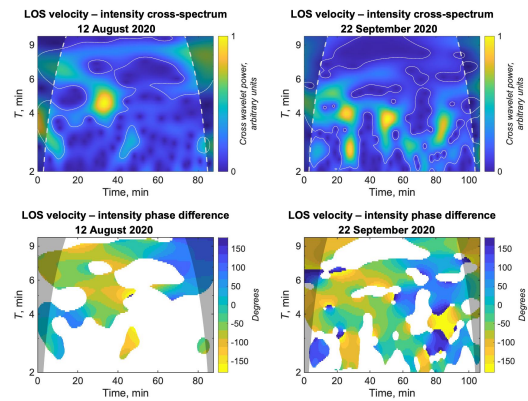 LOS velocity – intensity cross-spectrum
12 August 2020
T, min
9
6
4
2
0 20 40 60 80
Time, min
1
0
Cross wavelet power,
arbitrary units
LOS velocity – intensity cross-spectrum
22 September 2020
T, min
9
6
4
2
0 20 40 60 80 100
Time, min
1
0
Cross wavelet power,
arbitrary units
LOS velocity – intensity phase difference
12 August 2020
T, min
9
6
4
2
0 20 40 60 80
Time, min
150
100
50
0
-50
-100
-150
Degrees
LOS velocity – intensity phase difference
22 September 2020
T, min
9
6
4
2
0 20 40 60 80 100
Time, min
150
100
50
0
-50
-100
-150
Degrees